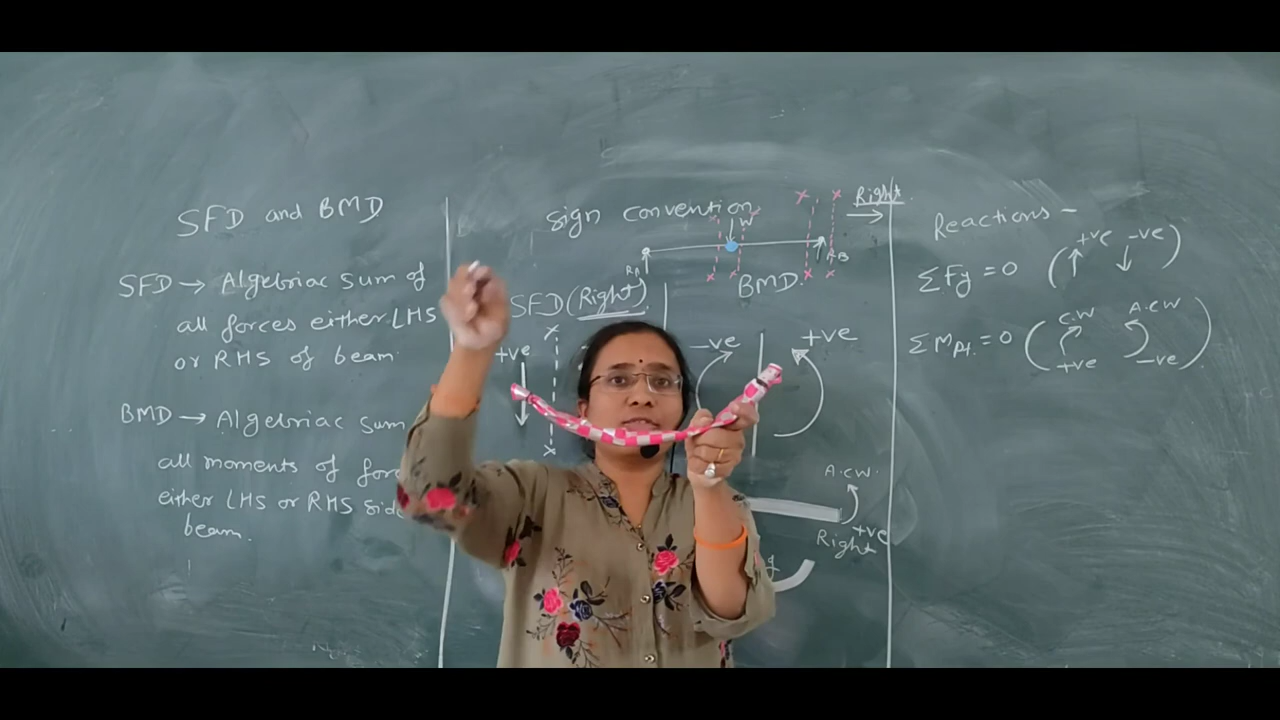 SFD and BMD
SFD → Algebriac Sum of
all forces either LHS
or RHS of beam.
BMD → Algebriac sum
all moments of
either LHS or RHS
beam.
Sign convention
W
Right
RA
RB
SFD (Right)
BMD.
+ve
-ve
+ve
A.C.W.
Right +ve
Reactions -
ΣFy = 0 (+ve ↑ -ve ↓)
ΣMpt. = 0 (C.W +ve A.C.W -ve)